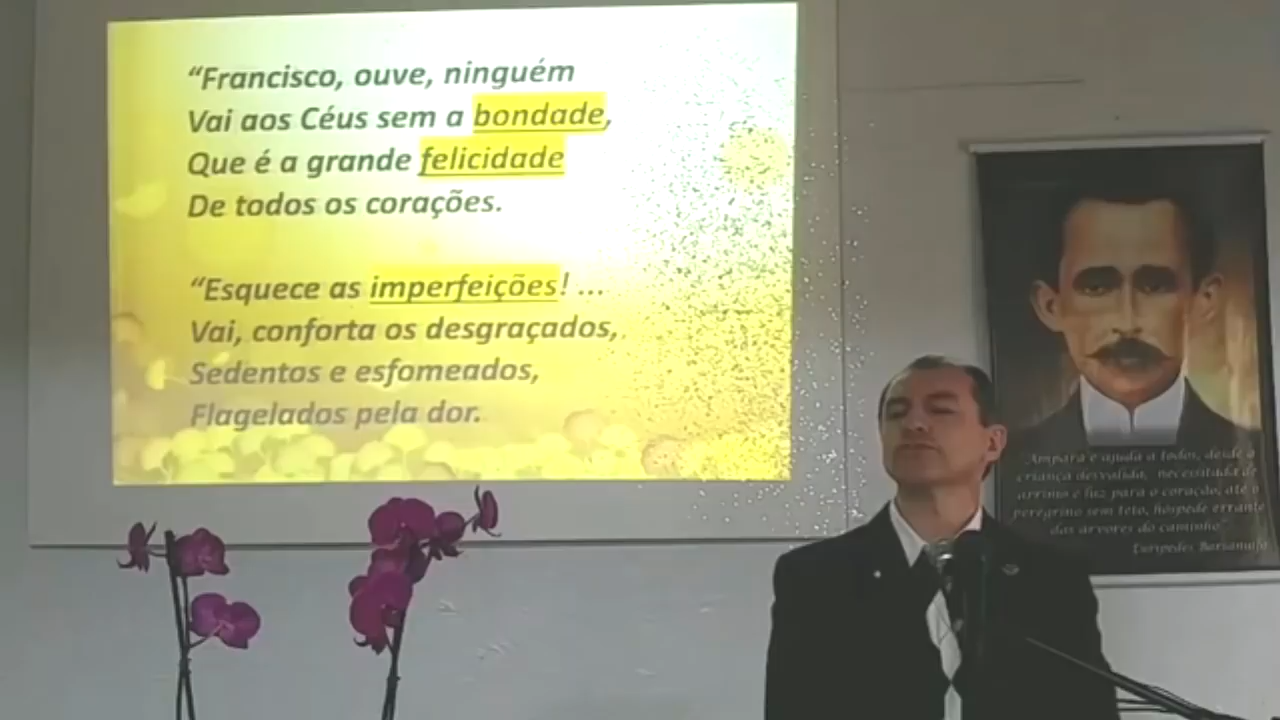 “Francisco, ouve, ninguém
Vai aos Céus sem a bondade,
Que é a grande felicidade
De todos os corações.
“Esquece as imperfeições! ...
Vai, conforta os desgraçados,
Sedentos e esfomeados,
Flagelados pela dor.
"Ampara e ajuda a todos, desde a
criança desvalida, necessitada de
arrimo e luz para o coração, até o
peregrino sem teto, hóspede errante
das árvores do caminho"
Eurípedes Barsanulfo